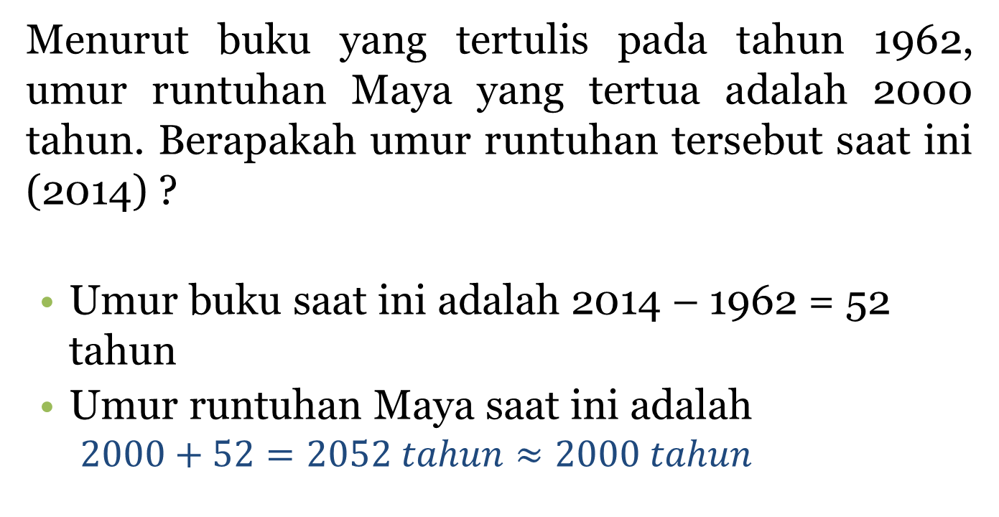 Menurut buku yang tertulis pada tahun 1962,
umur runtuhan Maya yang tertua adalah 2000
tahun. Berapakah umur runtuhan tersebut saat ini
(2014) ?
• Umur buku saat ini adalah 2014 – 1962 = 52
tahun
• Umur runtuhan Maya saat ini adalah
2000 + 52 = 2052 tahun ≈ 2000 tahun